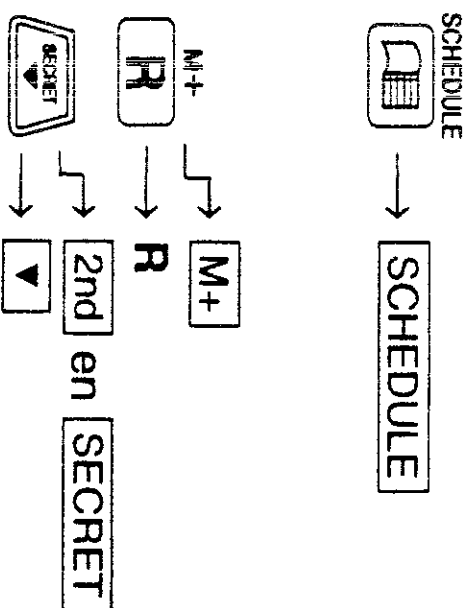 SCHEDULE
SCHEDULE
M+
R
M+
R
SECRET
▼
2nd en SECRET
▼